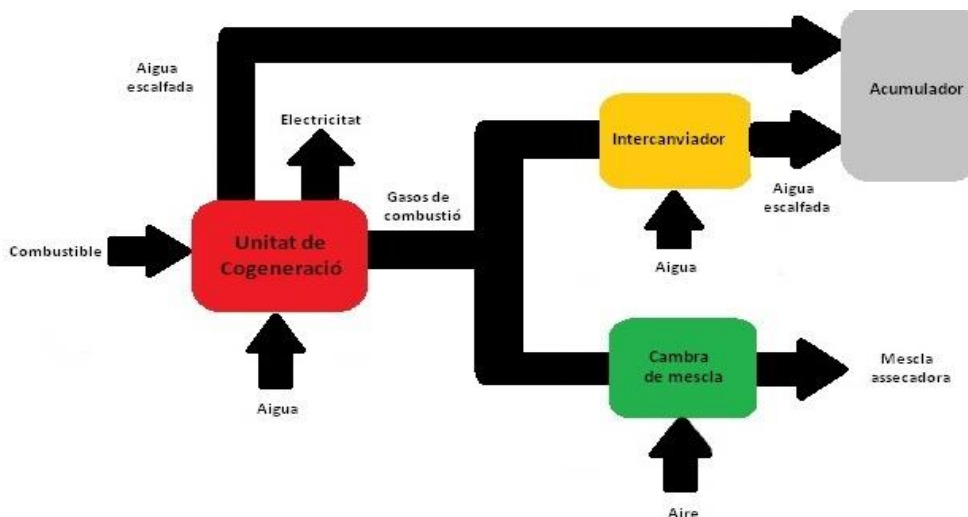 Aigua
escalfada
Electricitat
Acumulador
Intercanviador
Gasos de
combustió
Aigua
escalfada
Combustible
Unitat de
Cogeneració
Aigua
Aigua
Cambra
de mescla
Mescla
assecadora
Aire